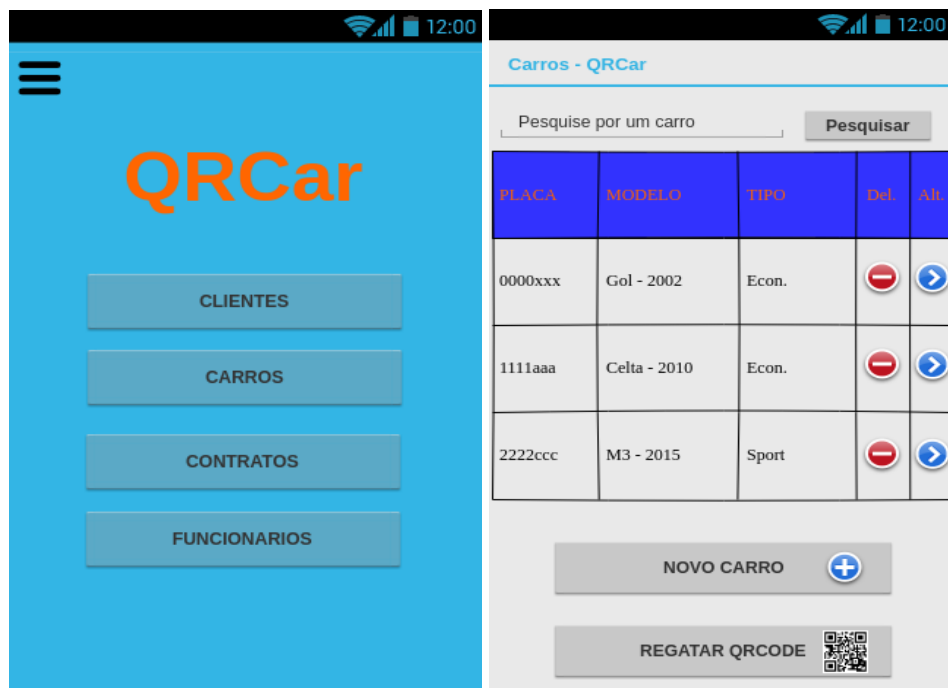 12:00
QRCar
CLIENTES
CARROS
CONTRATOS
FUNCIONARIOS
12:00
Carros - QRCar
Pesquise por um carro Pesquisar
PLACA MODELO TIPO Del. Alt.
0000xxx Gol - 2002 Econ.
1111aaa Celta - 2010 Econ.
2222ccc M3 - 2015 Sport
NOVO CARRO
REGATAR QRCODE